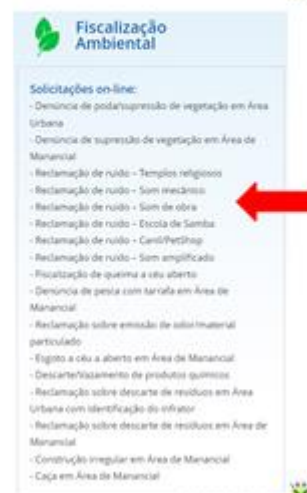 Fiscalização
Ambiental
Solicitações on-line:
- Denúncia de poda/supressão de vegetação em Área
Urbana
- Denúncia de supressão de vegetação em Área de
Manancial
- Reclamação de ruído – Templos religiosos
- Reclamação de ruído – Som mecânico
- Reclamação de ruído – Som de obra
- Reclamação de ruído – Escola de Samba
- Reclamação de ruído – Canil/PetShop
- Reclamação de ruído – Som amplificado
- Fiscalização de queima a céu aberto
- Denúncia de pesca com tarrafa em Área de
Manancial
- Reclamação sobre emissão de odor/material
particulado
- Esgoto a céu a aberto em Área de Manancial
- Descarte/Vazamento de produtos químicos
- Reclamação sobre descarte de resíduos em Área
Urbana com identificação do infrator
- Reclamação sobre descarte de resíduos em Área de
Manancial
- Construção irregular em Área de Manancial
- Caça em Área de Manancial